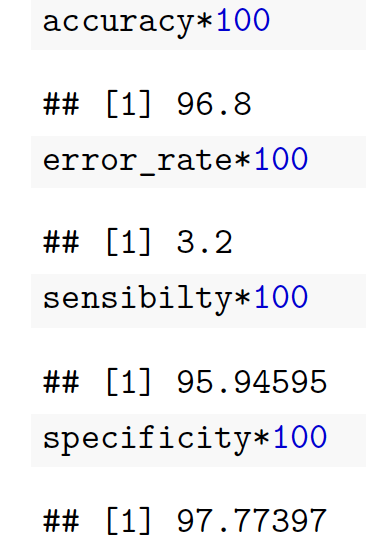 accuracy*100
## [1] 96.8
error_rate*100
## [1] 3.2
sensibilty*100
## [1] 95.94595
specificity*100
## [1] 97.77397